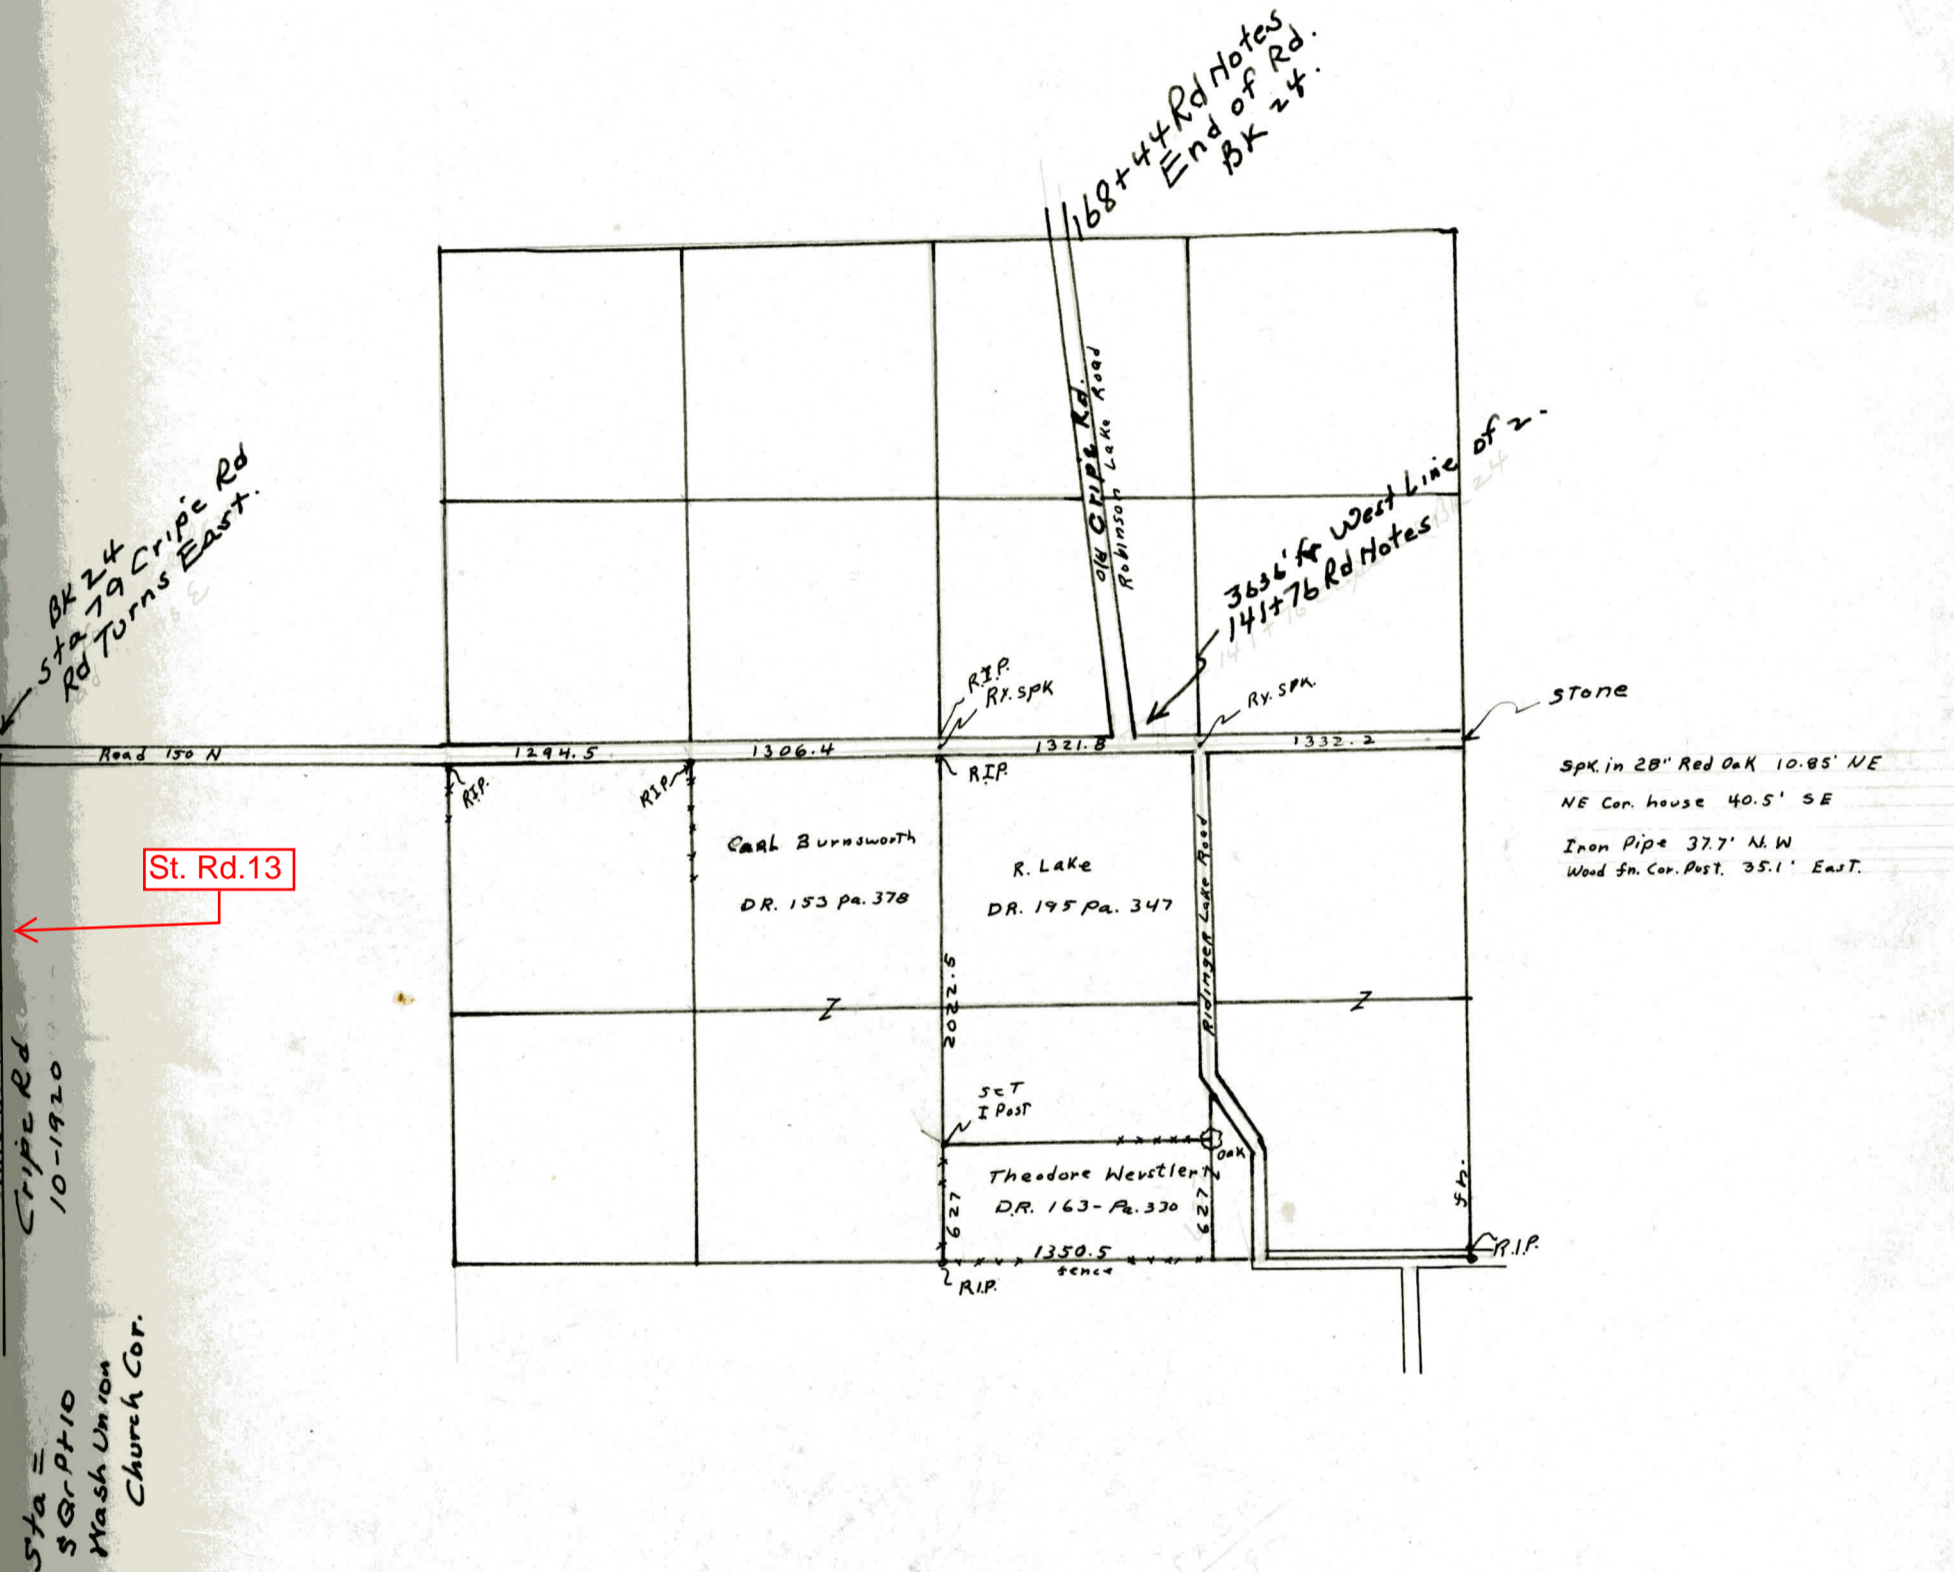 168+44 Rd Notes
End of Rd.
BK 24.
BK 24
Sta 79 Cripe Rd
Rd Turns East.
Old Cripe Rd.
Robinson Lake Road
3636' fr West Line of 2.
141+76 Rd Notes
R.I.P.
Ry. SPK
Ry. SPK.
Stone
Road 150 N
1294.5
1306.4
1321.8
1332.2
R.I.P.
R.I.P.
R.I.P.
Spk. in 28" Red Oak 10.85' NE
NE Cor. house 40.5' SE
Iron Pipe 37.7' N.W
Wood fn. Cor. Post. 35.1' East.
St. Rd.13
Carl Burnsworth
DR. 153 Pa. 378
R. Lake
DR. 195 Pa. 347
Ridinger Lake Road
2022.5
Z
Z
Set
I Post
Oak
Theodore Werstler
D.R. 163 - Pa. 330
627
627
1350.5
fence
R.I.P.
fn.
R.I.P.
Cripe Rd
10-1920
Sta =
Wash Union
Church Cor.